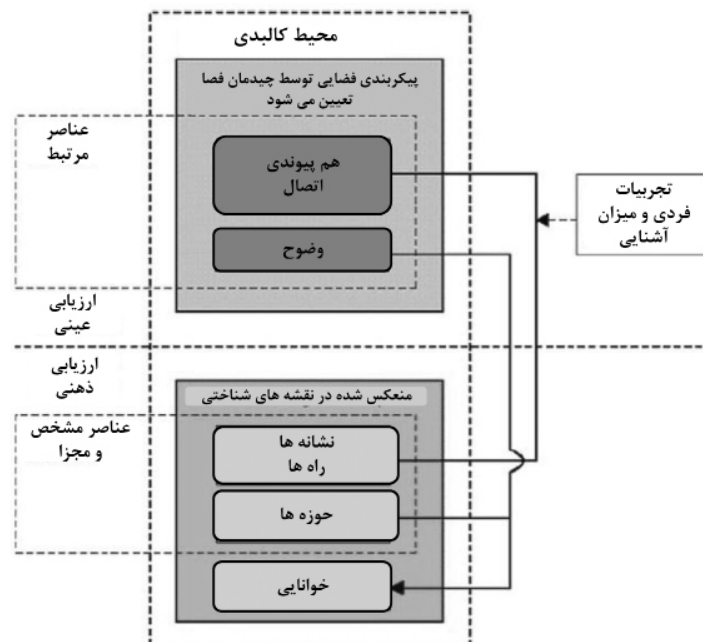 محیط کالبدی
پیکربندی فضایی توسط چیدمان فصا
تعیین می شود
عناصر
مرتبط
هم پیوندی
اتصال
وضوح
تجربیات
فردی و میزان
آشنایی
ارزیابی
عینی
ارزیابی
ذهنی
منعکس شده در نقشه های شناختی
عناصر مشخص
و مجزا
نشانه ها
راه ها
حوزه ها
خوانایی